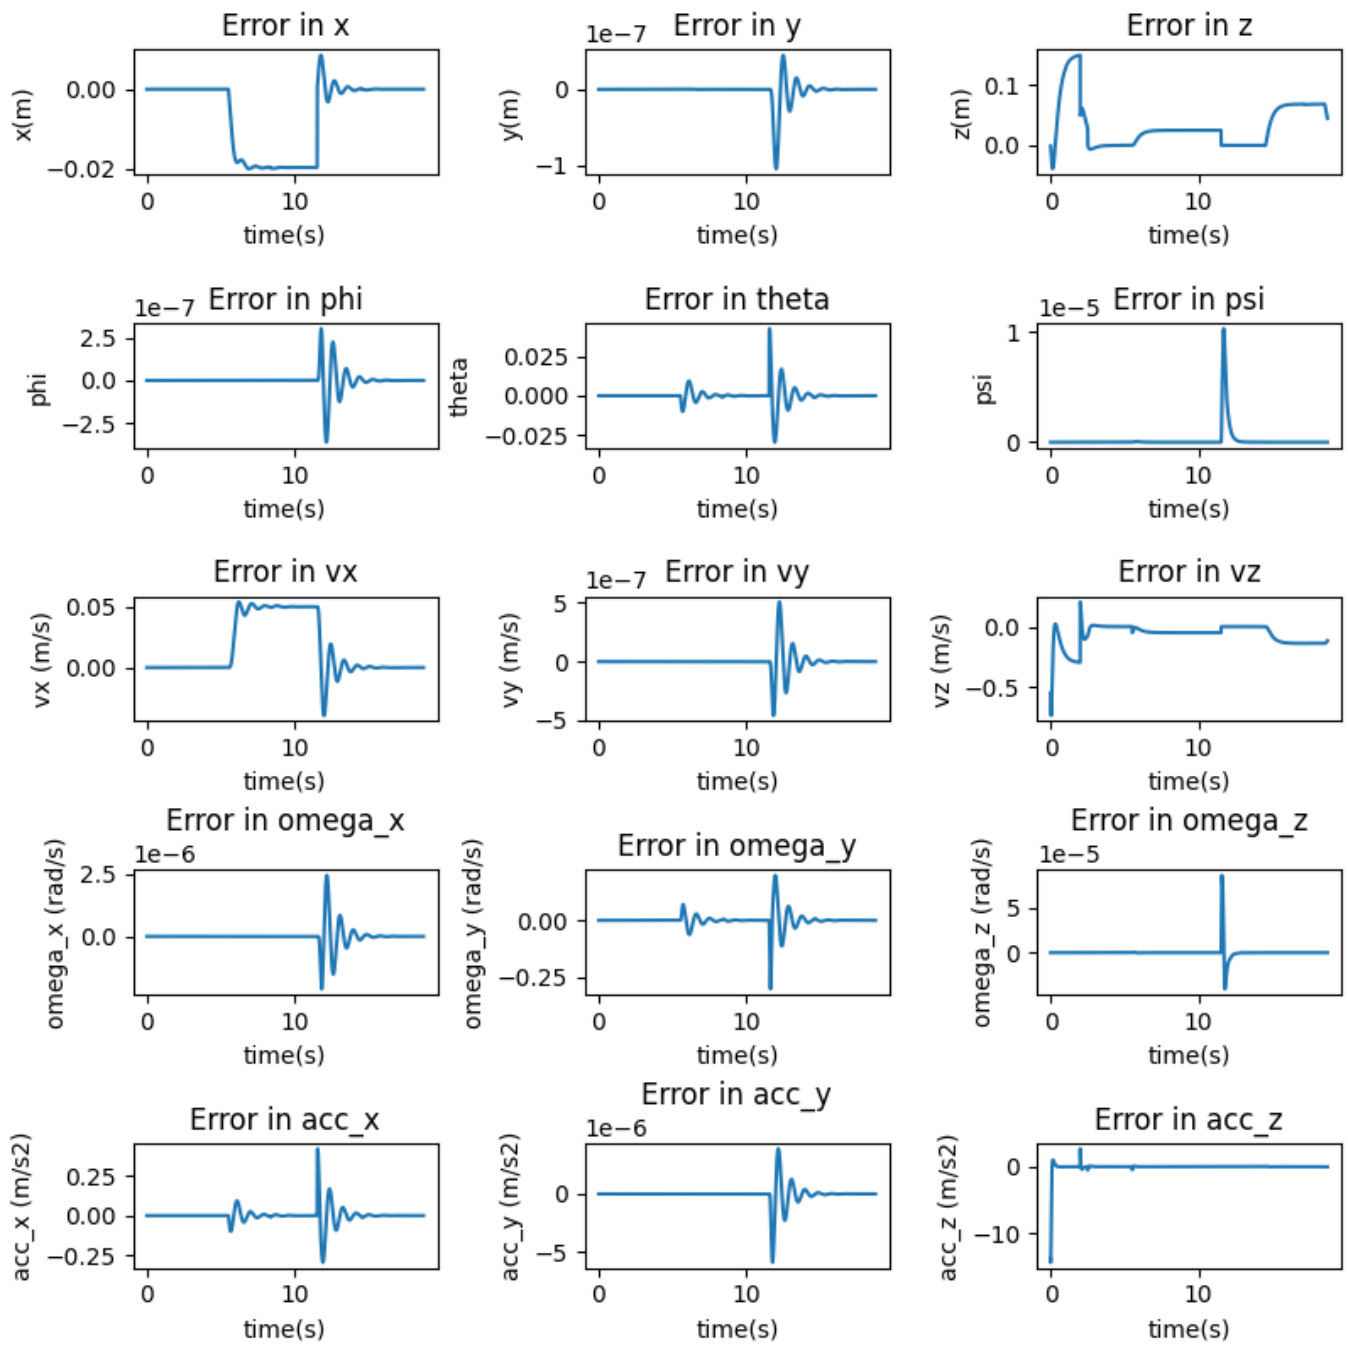 Error in x
0.00
−0.02
x(m)
0 10
time(s)
Error in y
1e−7
0
−1
y(m)
0 10
time(s)
Error in z
0.1
0.0
z(m)
0 10
time(s)
Error in phi
1e−7
2.5
0.0
−2.5
phi
0 10
time(s)
Error in theta
0.025
0.000
−0.025
theta
0 10
time(s)
Error in psi
1e−5
1
0
psi
0 10
time(s)
Error in vx
0.05
0.00
vx (m/s)
0 10
time(s)
Error in vy
1e−7
5
0
−5
vy (m/s)
0 10
time(s)
Error in vz
0.0
−0.5
vz (m/s)
0 10
time(s)
Error in omega_x
1e−6
2.5
0.0
omega_x (rad/s)
0 10
time(s)
Error in omega_y
0.00
−0.25
omega_y (rad/s)
0 10
time(s)
Error in omega_z
1e−5
5
0
omega_z (rad/s)
0 10
time(s)
Error in acc_x
0.25
0.00
−0.25
acc_x (m/s2)
0 10
time(s)
Error in acc_y
1e−6
0
−5
acc_y (m/s2)
0 10
time(s)
Error in acc_z
0
−10
acc_z (m/s2)
0 10
time(s)